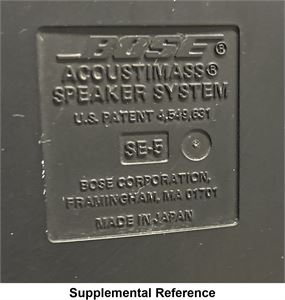 BOSE®
ACOUSTIMASS®
SPEAKER SYSTEM
U.S. PATENT 4,549,631
SE-5
BOSE CORPORATION,
FRAMINGHAM, MA 01701
MADE IN JAPAN
Supplemental Reference